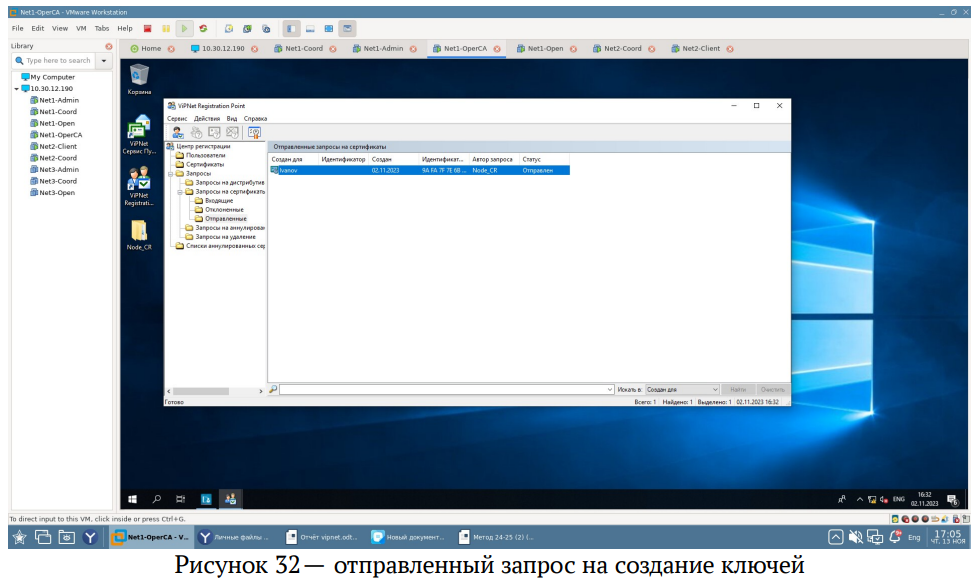 Net1-OperCA - VMware Workstation
File Edit View VM Tabs Help
Library
Type here to search
My Computer
10.30.12.190
Net1-Admin
Net1-Coord
Net1-Open
Net1-OperCA
Net2-Client
Net2-Coord
Net3-Admin
Net3-Coord
Net3-Open
Home 10.30.12.190 Net1-Coord Net1-Admin Net1-OperCA Net1-Open Net2-Coord Net2-Client
Корзина
ViPNet
Сервис Пу...
ViPNet
Registrati...
Node_CR
ViPNet Registration Point
Сервис Действия Вид Справка
Центр регистрации
Пользователи
Сертификаты
Запросы
Запросы на дистрибутив
Запросы на сертификать
Входящие
Отклоненные
Отправленные
Запросы на аннулирован
Запросы на удаление
Списки аннулированных сер
Отправленные запросы на сертификаты
Создан для Идентификатор Создан Идентификат... Автор запроса Статус
Ivanov 02.11.2023 9A FA 7F 7E 6B ... Node_CR Отправлен
Искать в: Создан для Найти Очистить
Готово Всего: 1 Найдено: 1 Выделено: 1 02.11.2023 16:32
ENG 16:32
02.11.2023
To direct input to this VM, click inside or press Ctrl+G.
Net1-OperCA - V... Личные файлы ... Отчёт vipnet.odt... Новый документ... Метод 24-25 (2) (... Eng 17:05
ЧТ, 13 НОЯ
Рисунок 32— отправленный запрос на создание ключей